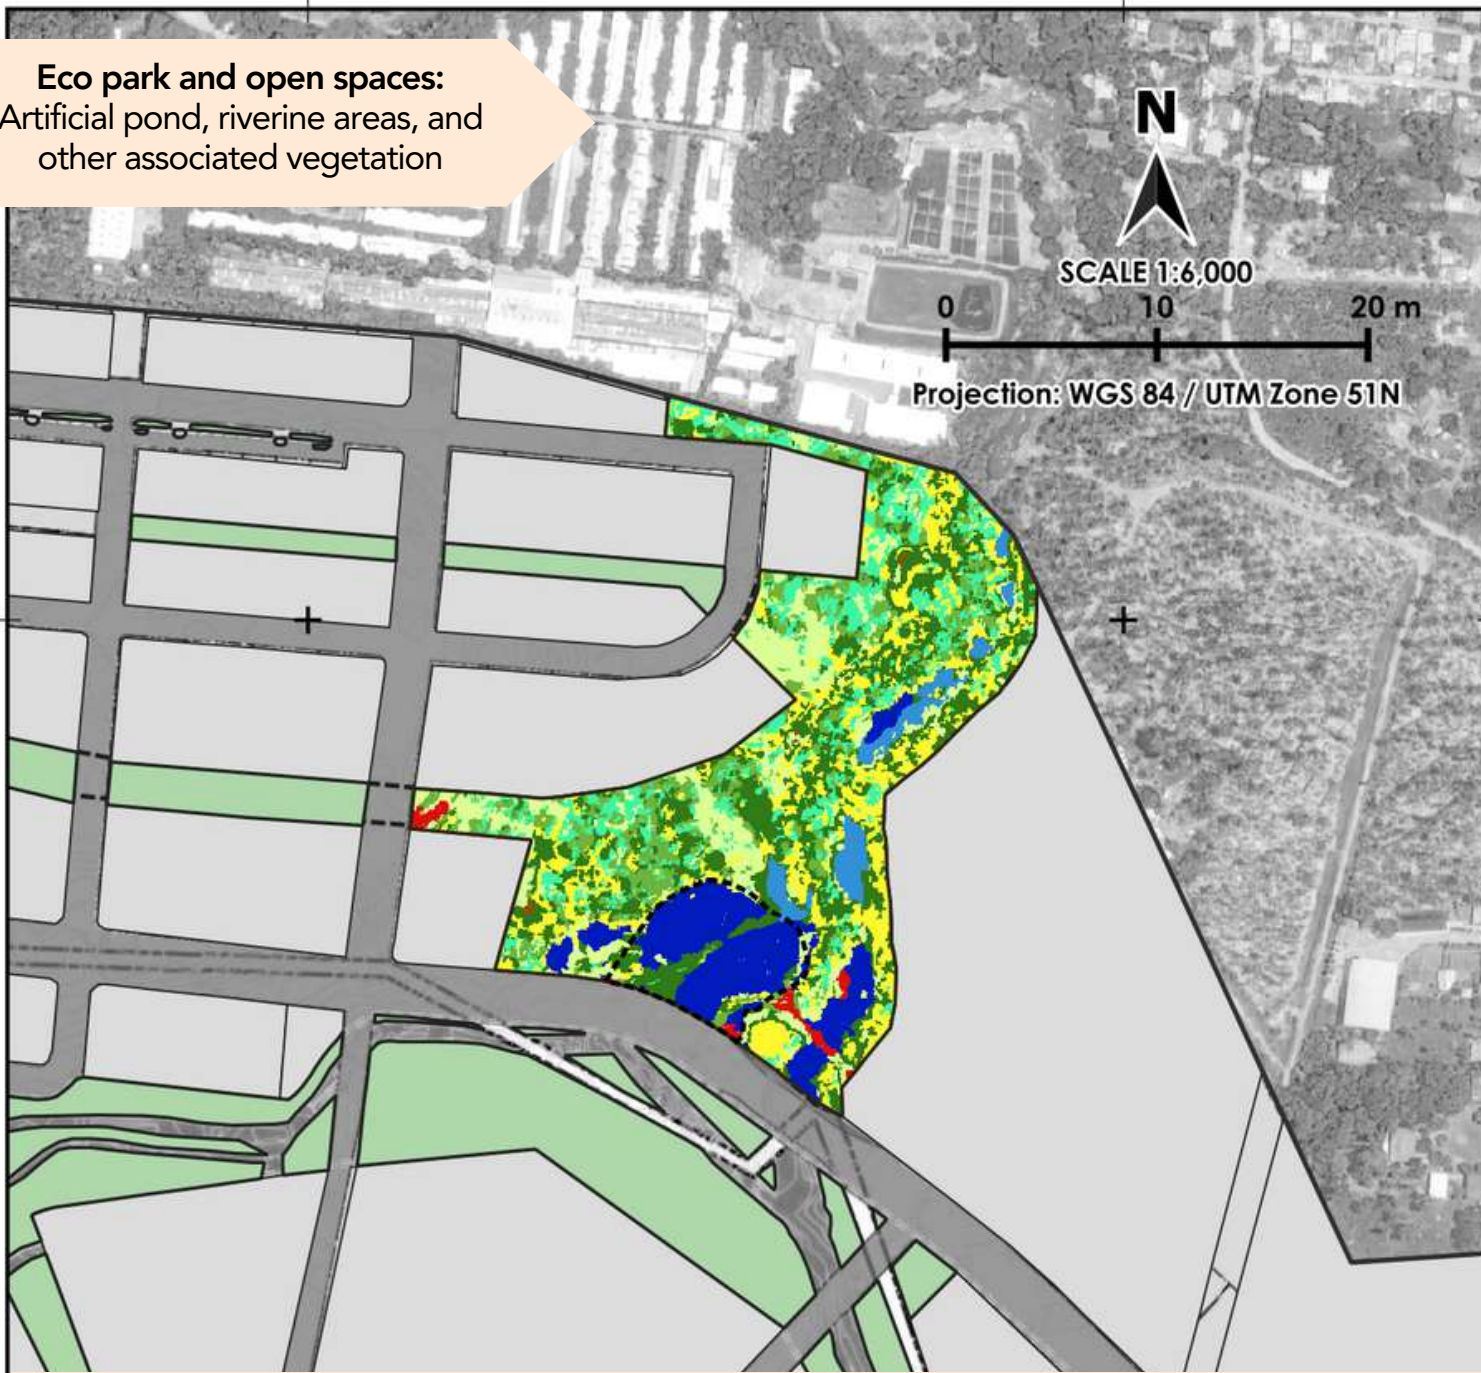 Eco park and open spaces:
Artificial pond, riverine areas, and
other associated vegetation
N
SCALE 1:6,000
0 10 20 m
Projection: WGS 84 / UTM Zone 51N